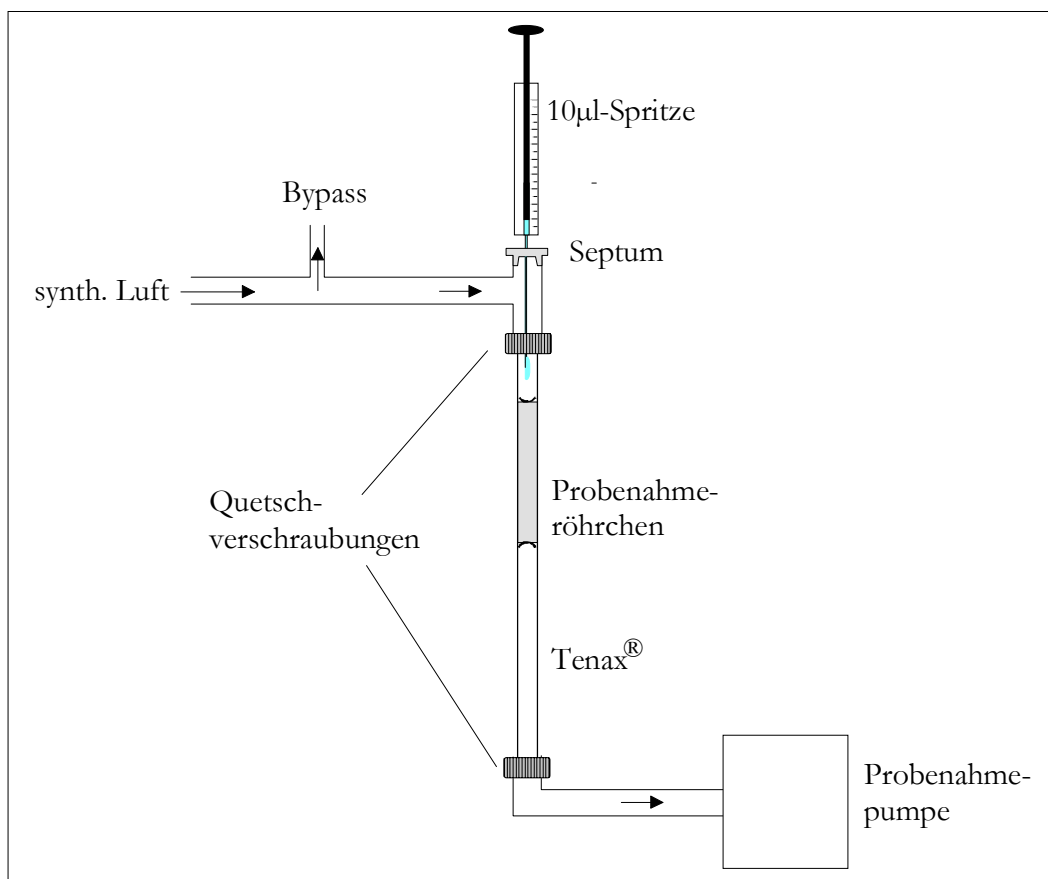 10µl-Spritze
Bypass
Septum
synth. Luft
Quetsch-
verschraubungen
Probenahme-
röhrchen
Tenax®
Probenahme-
pumpe